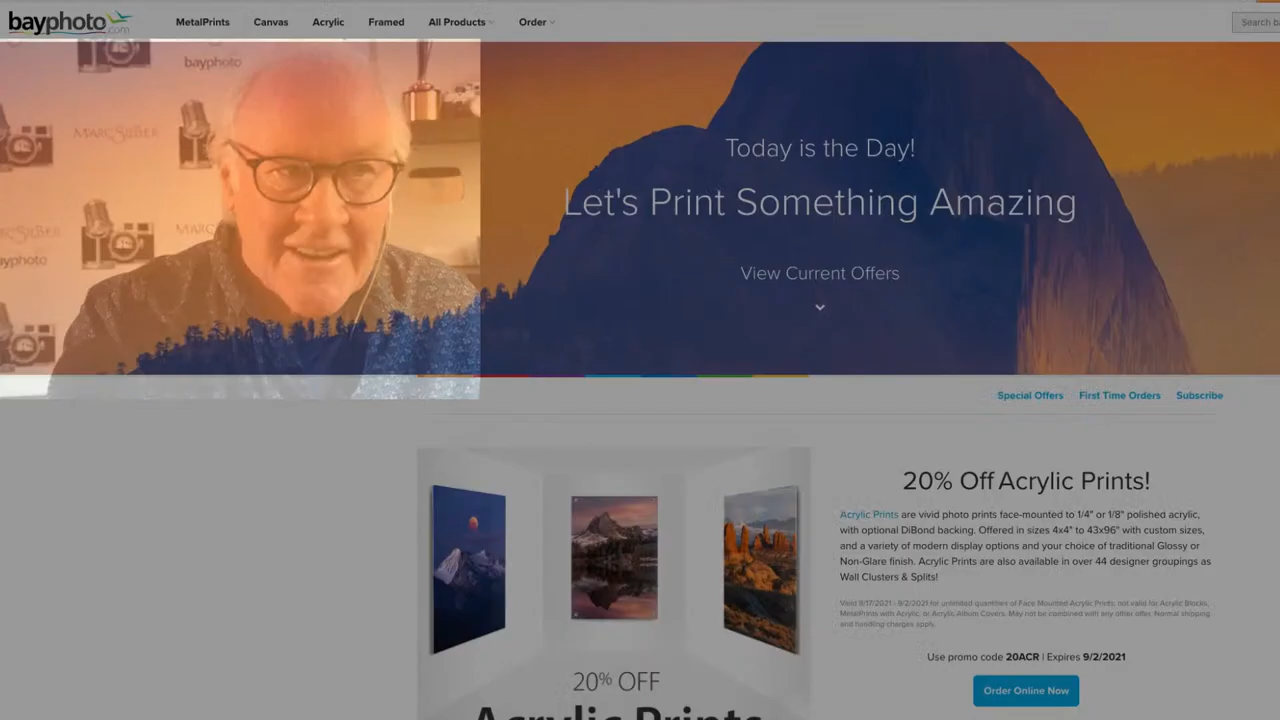 bayphoto
.com
MetalPrints
Canvas
Acrylic
Framed
All Products
Order
Search
bayphoto
MARC SILBER
MARC
bayphoto
Today is the Day!
Let's Print Something Amazing
View Current Offers
Special Offers
First Time Orders
Subscribe
20% Off Acrylic Prints!
Acrylic Prints are vivid photo prints face-mounted to 1/4" or 1/8" polished acrylic,
with optional DiBond backing. Offered in sizes 4x4" to 43x96" with custom sizes,
and a variety of modern display options and your choice of traditional Glossy or
Non-Glare finish. Acrylic Prints are also available in over 44 designer groupings as
Wall Clusters & Splits!
Valid 8/17/2021 - 9/2/2021 for unlimited quantities of Face Mounted Acrylic Prints; not valid for Acrylic Blocks,
MetalPrints with Acrylic, or Acrylic Album Covers. May not be combined with any other offer. Normal shipping
and handling charges apply.
Use promo code 20ACR | Expires 9/2/2021
Order Online Now
20% OFF
Acrylic Prints